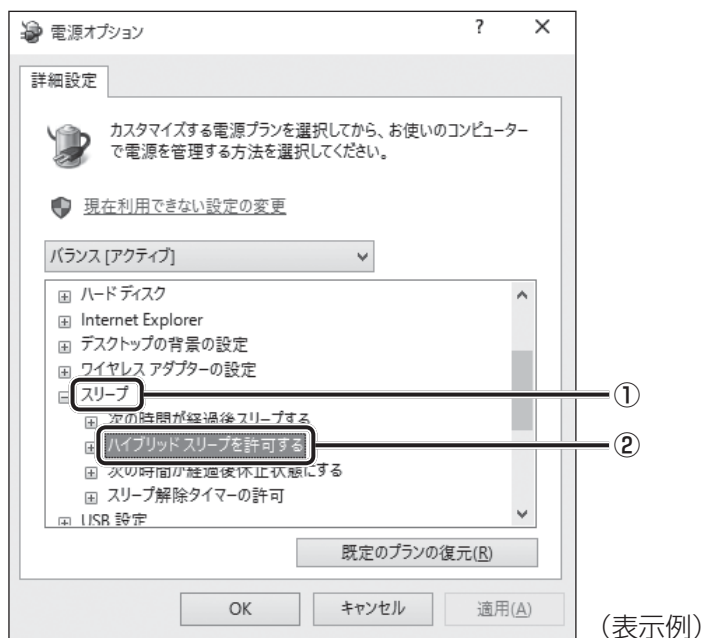 電源オプション
?
×
詳細設定
カスタマイズする電源プランを選択してから、お使いのコンピューター
で電源を管理する方法を選択してください。
現在利用できない設定の変更
バランス [アクティブ]
ハード ディスク
Internet Explorer
デスクトップの背景の設定
ワイヤレス アダプターの設定
スリープ
①
次の時間が経過後スリープする
ハイブリッド スリープを許可する
②
次の時間が経過後休止状態にする
スリープ解除タイマーの許可
USB 設定
既定のプランの復元(R)
OK
キャンセル
適用(A)
（表示例）